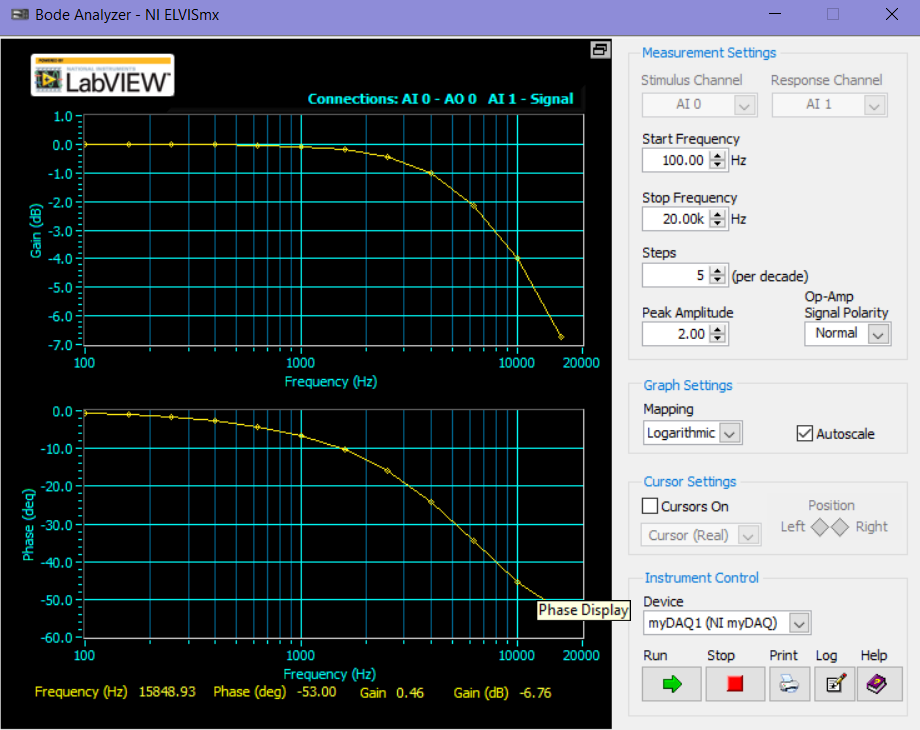 Bode Analyzer - NI ELVISmx
POWERED BY
NATIONAL INSTRUMENTS
LabVIEW™
Connections: AI 0 - AO 0 AI 1 - Signal
1.0
0.0
-1.0
-2.0
-3.0
-4.0
-5.0
-6.0
-7.0
Gain (dB)
100 1000 10000 20000
Frequency (Hz)
0.0
-10.0
-20.0
-30.0
-40.0
-50.0
-60.0
Phase (deg)
Phase Display
100 1000 10000 20000
Frequency (Hz)
Frequency (Hz) 15848.93 Phase (deg) -53.00 Gain 0.46 Gain (dB) -6.76
Measurement Settings
Stimulus Channel Response Channel
AI 0 AI 1
Start Frequency
100.00 Hz
Stop Frequency
20.00k Hz
Steps
5 (per decade)
Peak Amplitude
2.00
Op-Amp
Signal Polarity
Normal
Graph Settings
Mapping
Logarithmic Autoscale
Cursor Settings
Cursors On Position
Cursor (Real) Left Right
Instrument Control
Device
myDAQ1 (NI myDAQ)
Run Stop Print Log Help